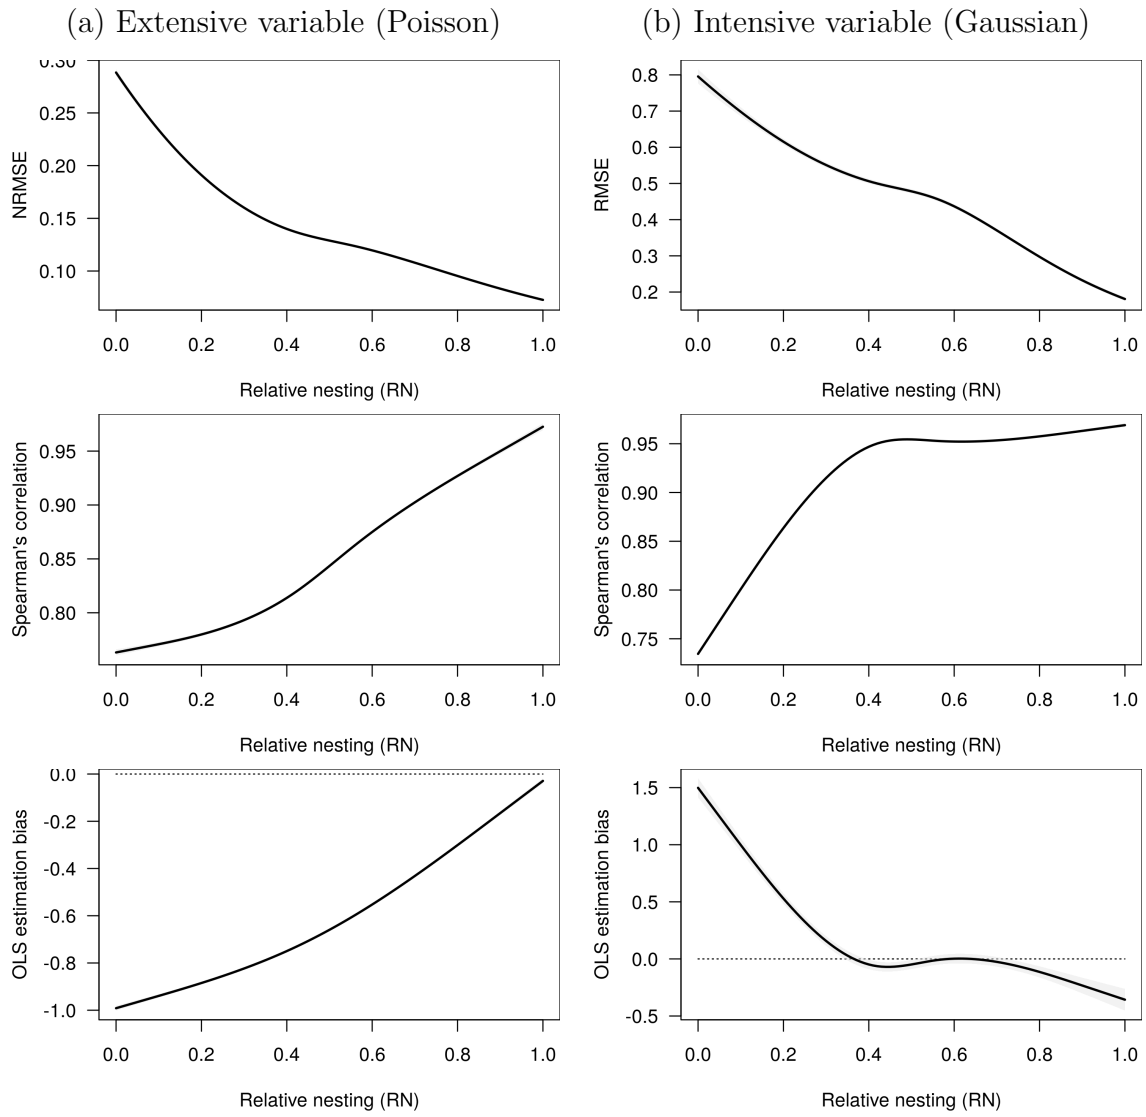 (a) Extensive variable (Poisson)
(b) Intensive variable (Gaussian)
NRMSE
0.30
0.25
0.20
0.15
0.10
0.0 0.2 0.4 0.6 0.8 1.0
Relative nesting (RN)
RMSE
0.8
0.7
0.6
0.5
0.4
0.3
0.2
0.0 0.2 0.4 0.6 0.8 1.0
Relative nesting (RN)
Spearman's correlation
0.95
0.90
0.85
0.80
0.0 0.2 0.4 0.6 0.8 1.0
Relative nesting (RN)
Spearman's correlation
0.95
0.90
0.85
0.80
0.75
0.0 0.2 0.4 0.6 0.8 1.0
Relative nesting (RN)
OLS estimation bias
0.0
-0.2
-0.4
-0.6
-0.8
-1.0
0.0 0.2 0.4 0.6 0.8 1.0
Relative nesting (RN)
OLS estimation bias
1.5
1.0
0.5
0.0
-0.5
0.0 0.2 0.4 0.6 0.8 1.0
Relative nesting (RN)